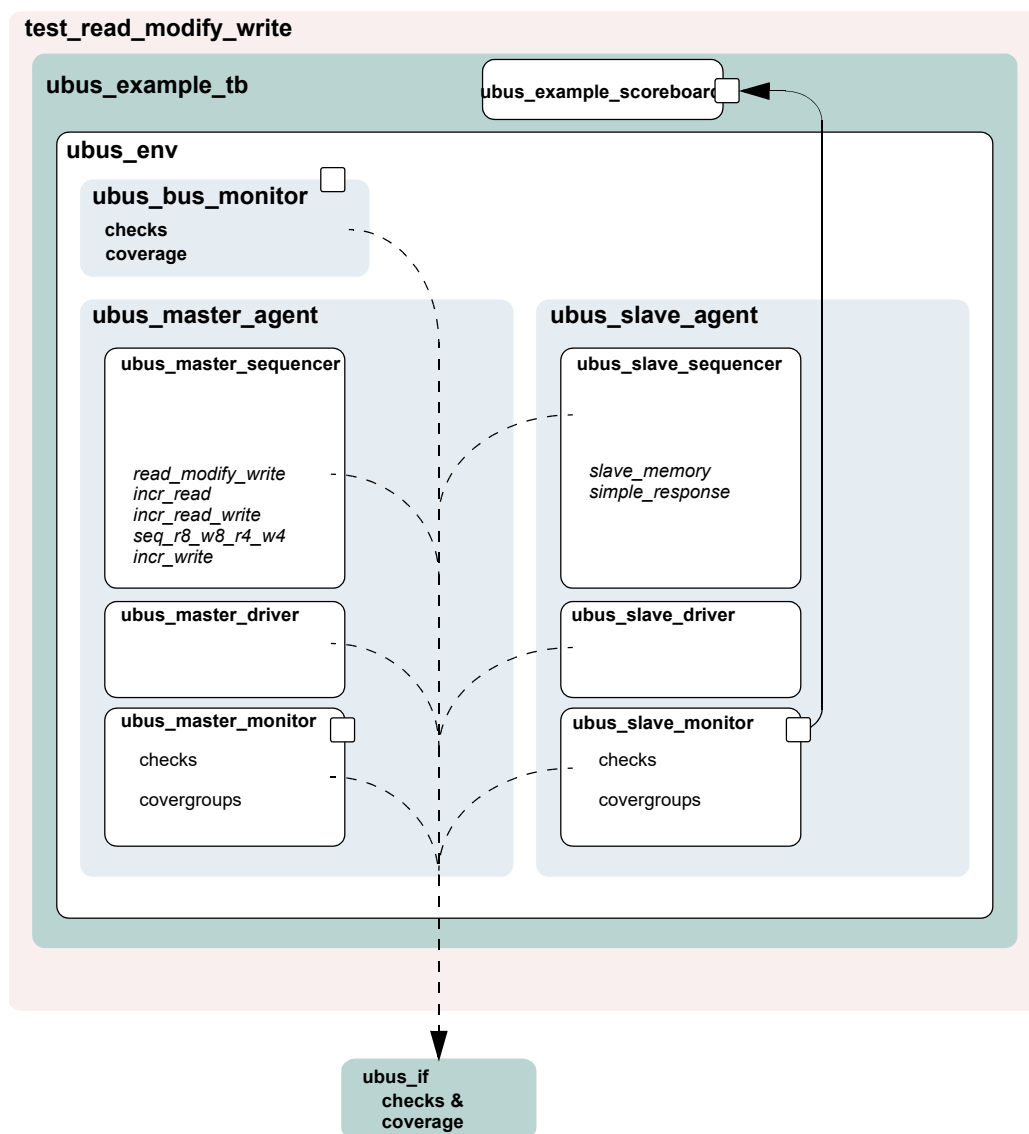 test_read_modify_write
ubus_example_tb
ubus_example_scoreboard
ubus_env
ubus_bus_monitor
checks
coverage
ubus_master_agent
ubus_master_sequencer
read_modify_write
incr_read
incr_read_write
seq_r8_w8_r4_w4
incr_write
ubus_master_driver
ubus_master_monitor
checks
covergroups
ubus_slave_agent
ubus_slave_sequencer
slave_memory
simple_response
ubus_slave_driver
ubus_slave_monitor
checks
covergroups
ubus_if
checks &
coverage